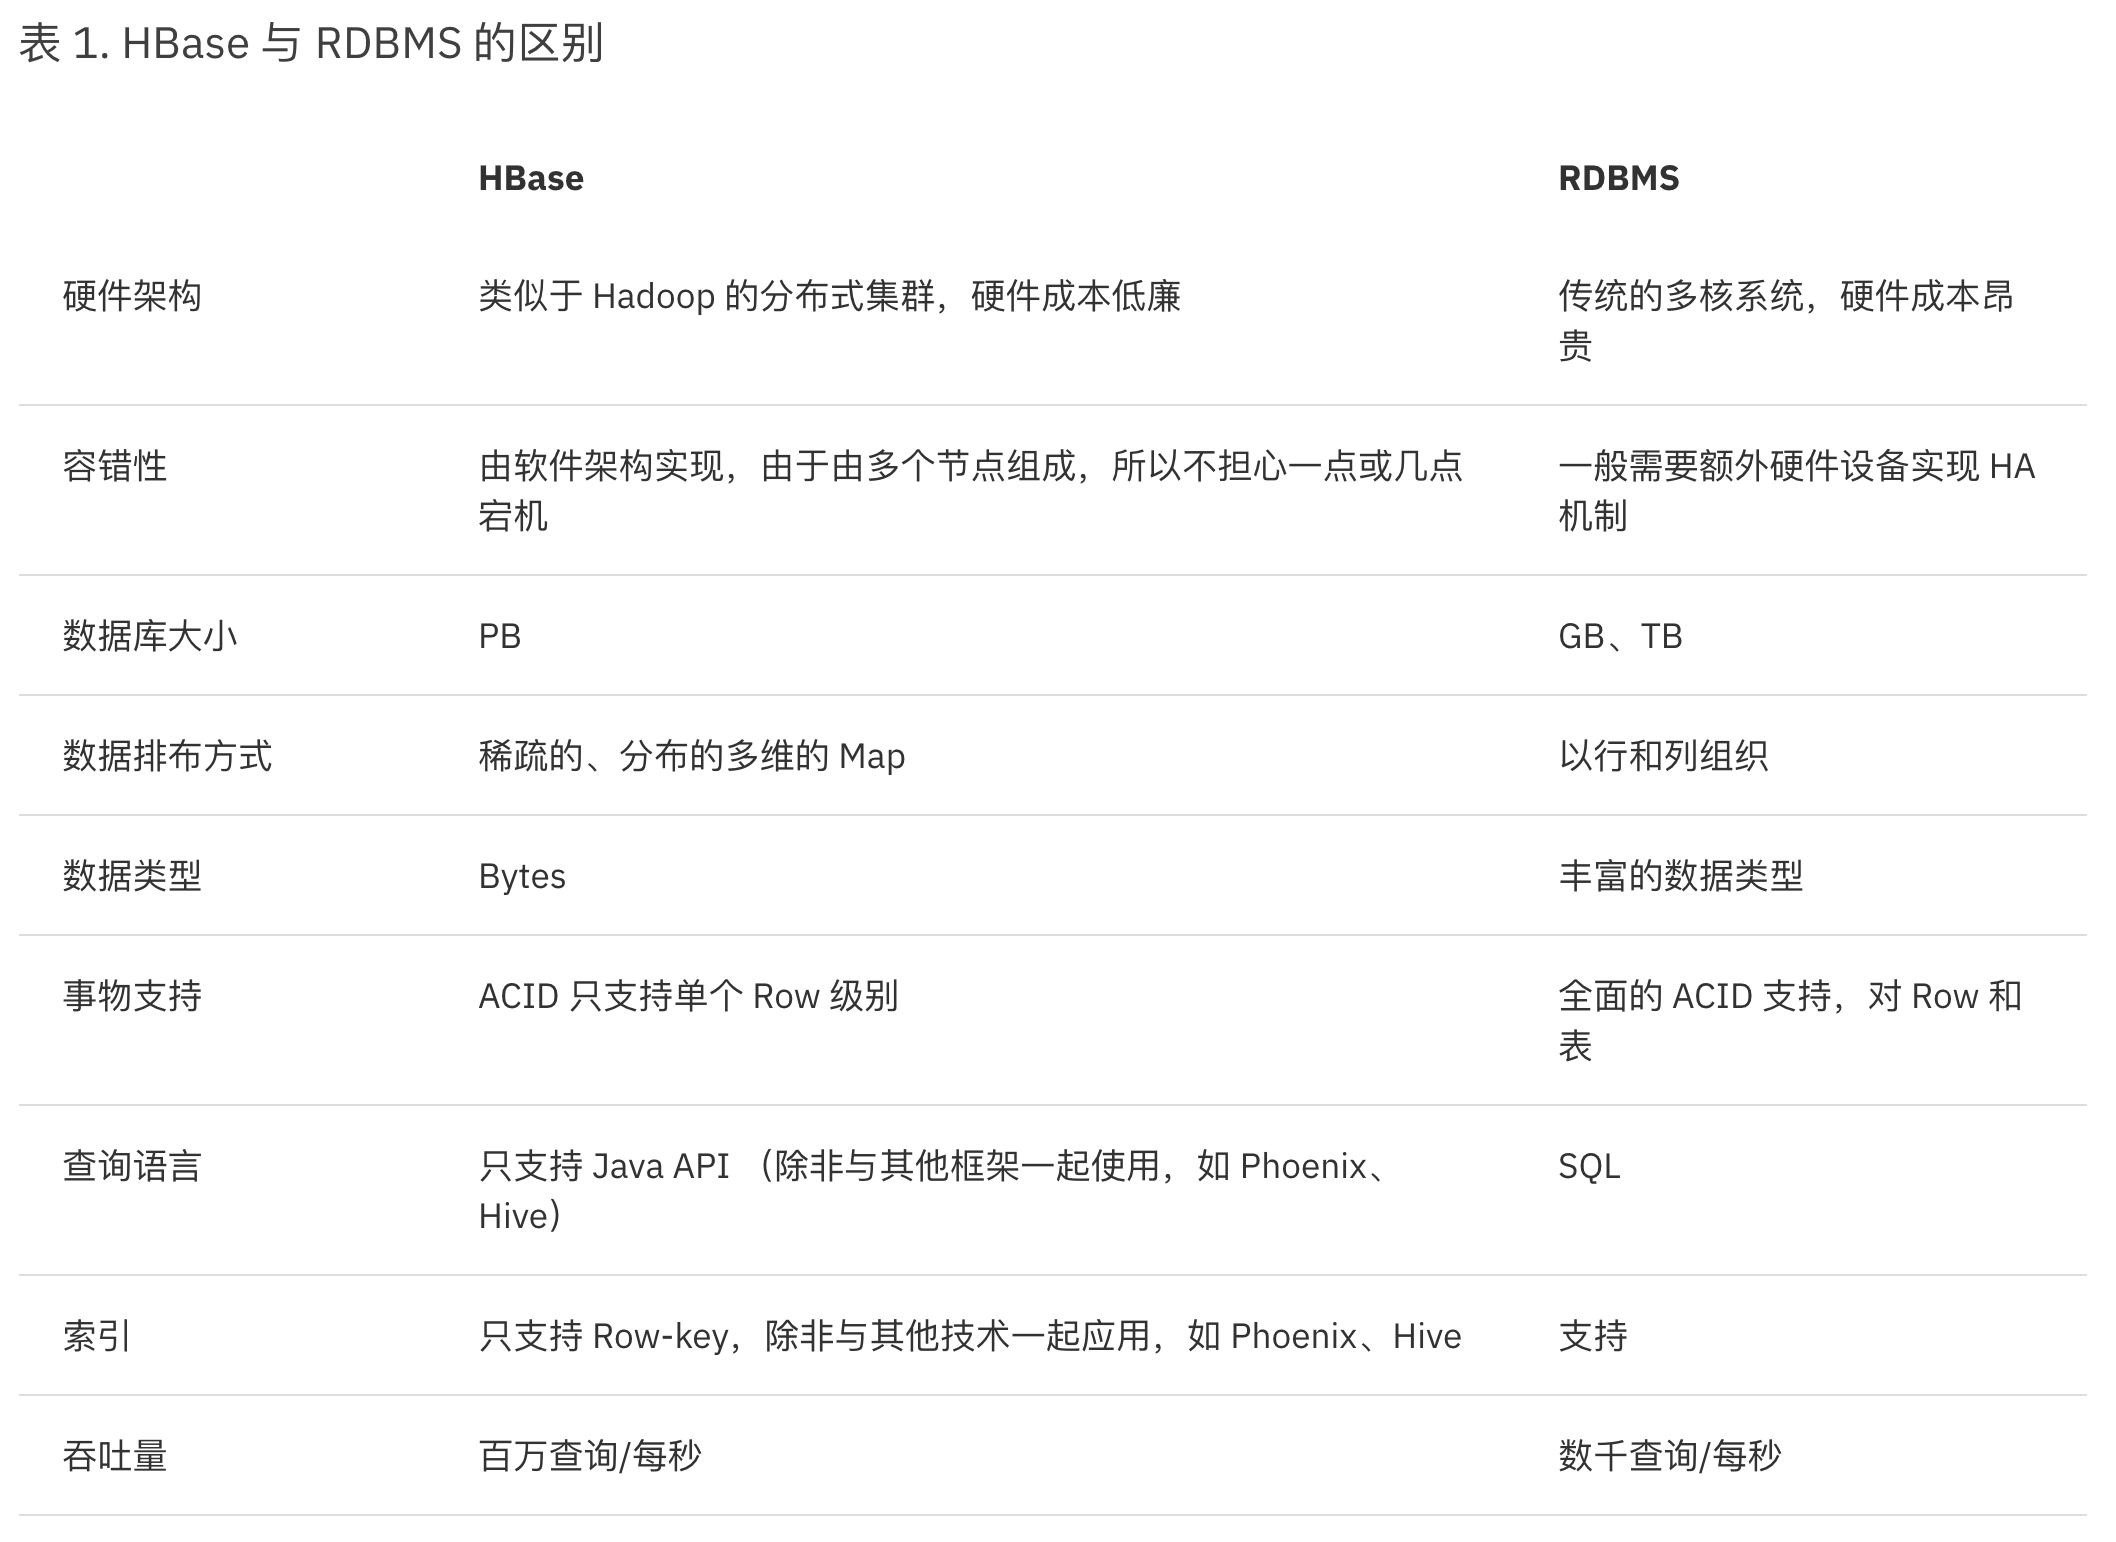 表 1. HBase 与 RDBMS 的区别
HBase RDBMS
硬件架构 类似于 Hadoop 的分布式集群，硬件成本低廉 传统的多核系统，硬件成本昂
贵
容错性 由软件架构实现，由于由多个节点组成，所以不担心一点或几点 一般需要额外硬件设备实现 HA
宕机 机制
数据库大小 PB GB、TB
数据排布方式 稀疏的、分布的多维的 Map 以行和列组织
数据类型 Bytes 丰富的数据类型
事物支持 ACID 只支持单个 Row 级别 全面的 ACID 支持，对 Row 和
表
查询语言 只支持 Java API （除非与其他框架一起使用，如 Phoenix、 SQL
Hive）
索引 只支持 Row-key，除非与其他技术一起应用，如 Phoenix、Hive 支持
吞吐量 百万查询/每秒 数千查询/每秒